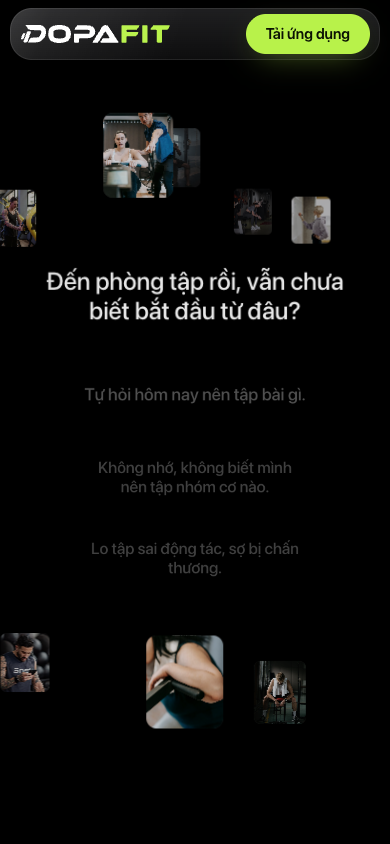 DOPAFIT
Tải ứng dụng
Đến phòng tập rồi, vẫn chưa
biết bắt đầu từ đâu?
Tự hỏi hôm nay nên tập bài gì.
Không nhớ, không biết mình
nên tập nhóm cơ nào.
Lo tập sai động tác, sợ bị chấn
thương.